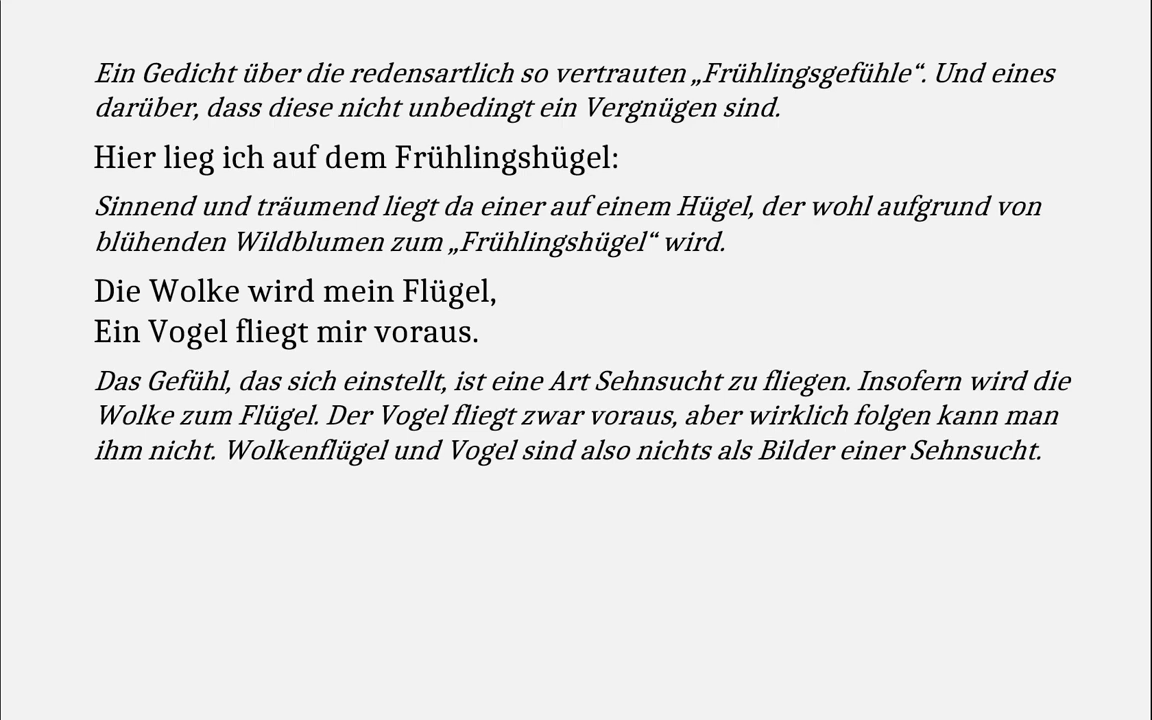 Ein Gedicht über die redensartlich so vertrauten „Frühlingsgefühle“. Und eines
darüber, dass diese nicht unbedingt ein Vergnügen sind.
Hier lieg ich auf dem Frühlingshügel:
Sinnend und träumend liegt da einer auf einem Hügel, der wohl aufgrund von
blühenden Wildblumen zum „Frühlingshügel“ wird.
Die Wolke wird mein Flügel,
Ein Vogel fliegt mir voraus.
Das Gefühl, das sich einstellt, ist eine Art Sehnsucht zu fliegen. Insofern wird die
Wolke zum Flügel. Der Vogel fliegt zwar voraus, aber wirklich folgen kann man
ihm nicht. Wolkenflügel und Vogel sind also nichts als Bilder einer Sehnsucht.